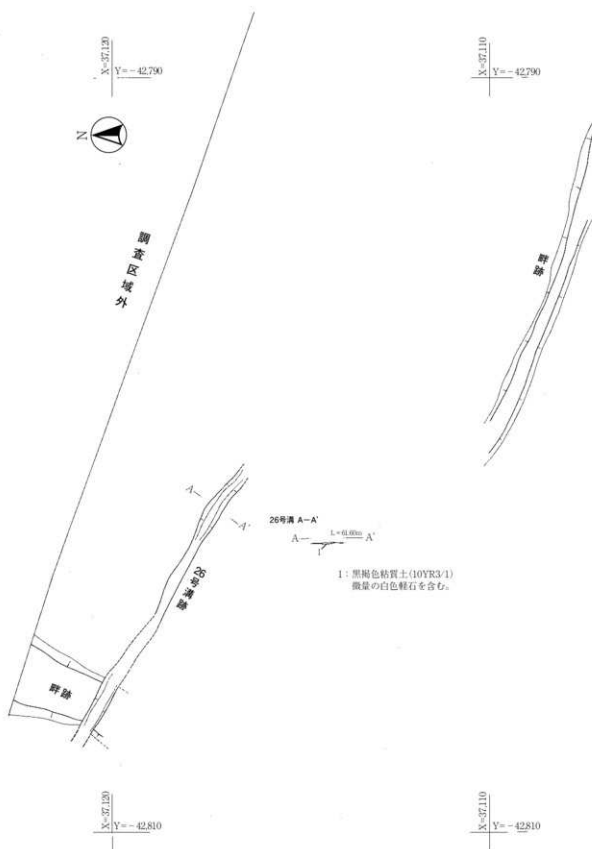 X=37,120
Y=-42,790
X=37,110
Y=-42,790
N
調査区域外
畔跡
A—
—A'
26号溝 A-A'
A— L=61.60m A'
1
1：黒褐色粘質土(10YR3/1)
微量の白色軽石を含む。
26号溝跡
畔跡
X=37,120
Y=-42,810
X=37,110
Y=-42,810